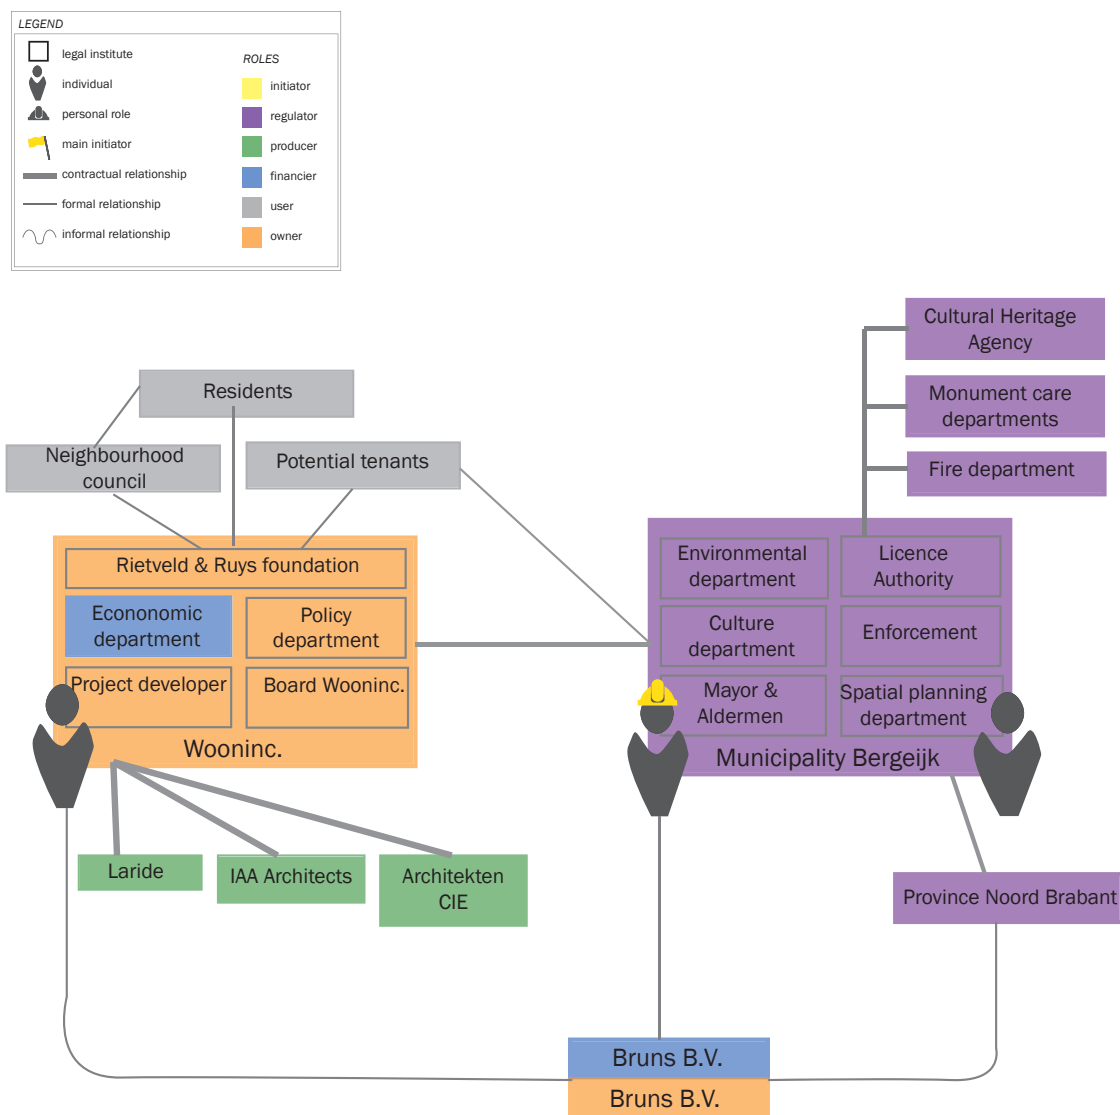 LEGEND
legal institute
individual
personal role
main initiator
contractual relationship
formal relationship
informal relationship
ROLES
initiator
regulator
producer
financier
user
owner
Cultural Heritage
Agency
Monument care
departments
Fire department
Residents
Neighbourhood
council
Potential tenants
Rietveld & Ruys foundation
Econonomic
department
Policy
department
Project developer
Board Wooninc.
Wooninc.
Environmental
department
Licence
Authority
Culture
department
Enforcement
Mayor &
Aldermen
Spatial planning
department
Municipality Bergeijk
Laride
IAA Architects
Architekten
CIE
Province Noord Brabant
Bruns B.V.
Bruns B.V.